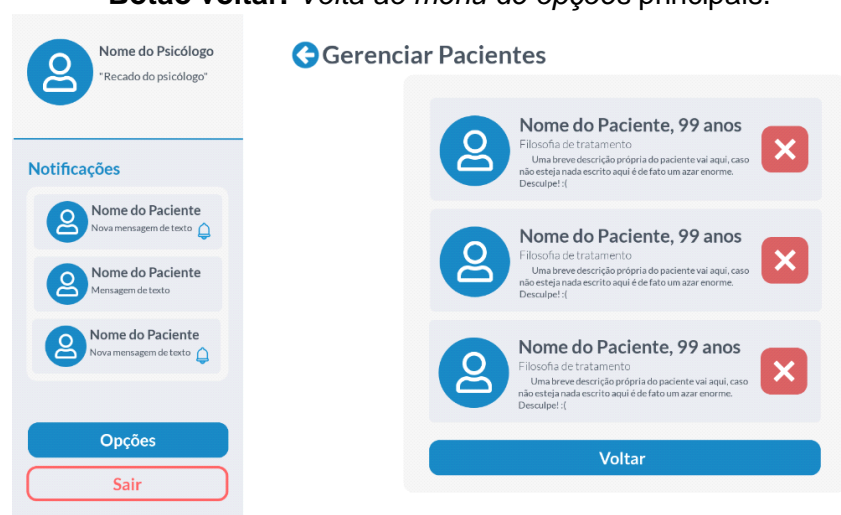 Botão voltar: Volta ao menu de opções principais.
Nome do Psicólogo
"Recado do psicólogo"
Notificações
Nome do Paciente
Nova mensagem de texto
Nome do Paciente
Mensagem de texto
Nome do Paciente
Nova mensagem de texto
Opções
Sair
Gerenciar Pacientes
Nome do Paciente, 99 anos
Filosofia de tratamento
Uma breve descrição própria do paciente vai aqui, caso
não esteja nada escrito aqui é de fato um azar enorme.
Desculpe! :(
Nome do Paciente, 99 anos
Filosofia de tratamento
Uma breve descrição própria do paciente vai aqui, caso
não esteja nada escrito aqui é de fato um azar enorme.
Desculpe! :(
Nome do Paciente, 99 anos
Filosofia de tratamento
Uma breve descrição própria do paciente vai aqui, caso
não esteja nada escrito aqui é de fato um azar enorme.
Desculpe! :(
Voltar